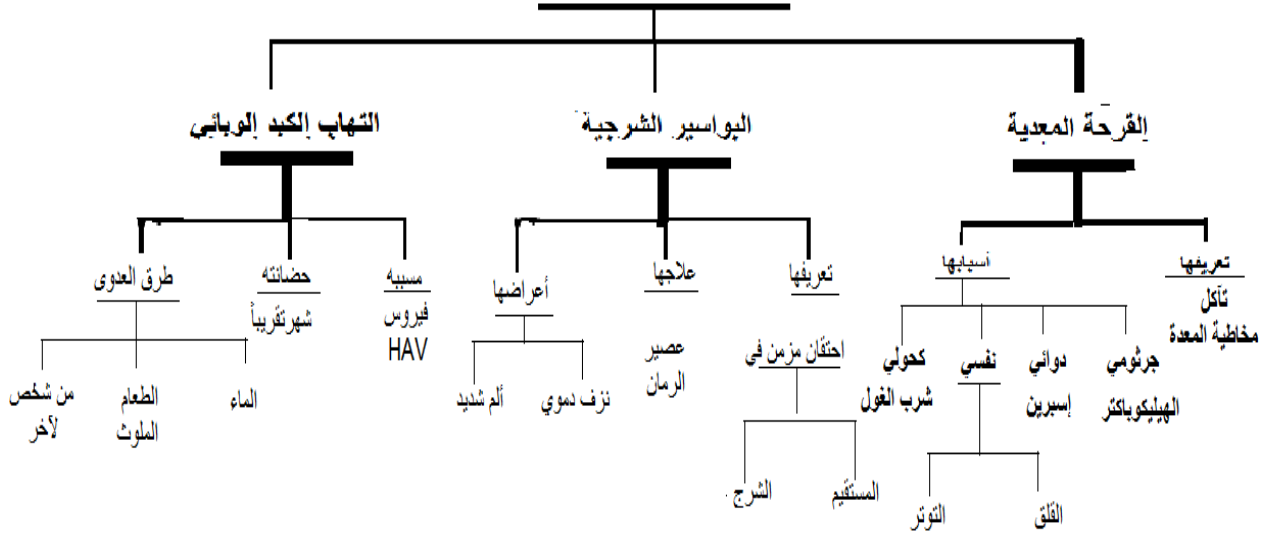 القرحة المعدية
البواسير الشرجية
التهاب الكبد الوبائي
تعريفها
تآكل
مخاطية المعدة
أسبابها
جرثومي
الهيليكوباكتر
دوائي
إسبرين
نفسي
القلق
التوتر
كحولي
شرب الغول
تعريفها
احتقان مزمن في
المستقيم
الشرج
علاجها
عصير
الرمان
أعراضها
نزف دموي
ألم شديد
مسببه
فيروس
HAV
حضانته
شهرتقريباً
طرق العدوى
الماء
الطعام
الملوث
من شخص
لآخر